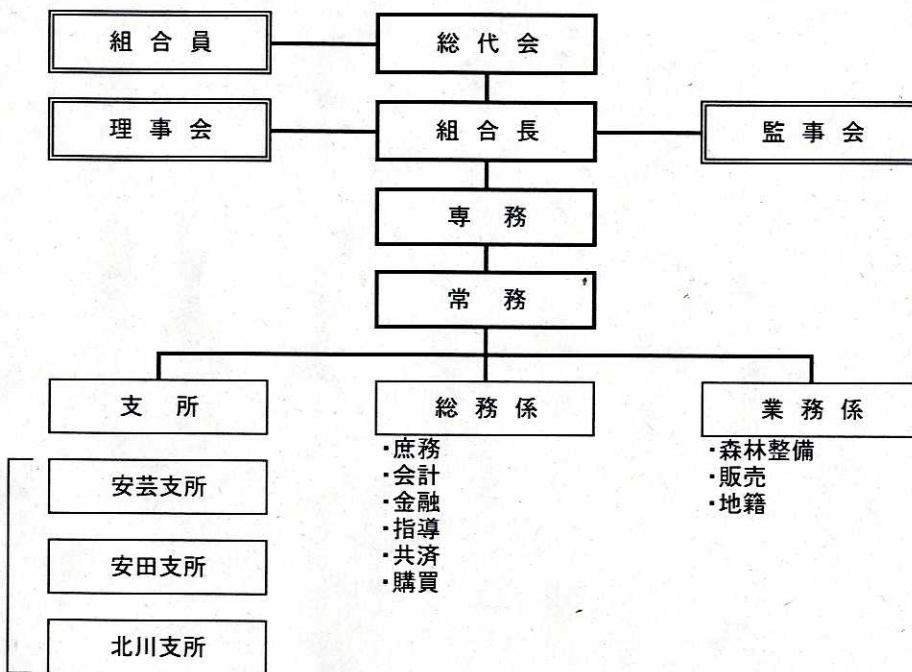 組合員
総代会
理事会
組合長
監事会
専務
常務
支所
総務係
業務係
安芸支所
安田支所
北川支所
・庶務
・会計
・金融
・指導
・共済
・購買
・森林整備
・販売
・地籍